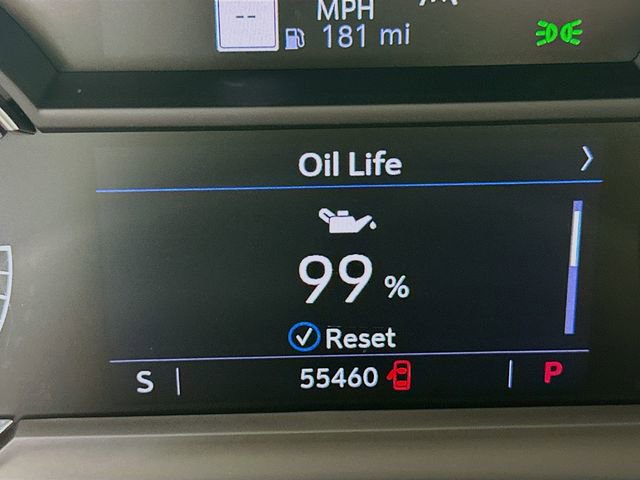 --
MPH
181 mi
Oil Life
99 %
Reset
S 55460 P